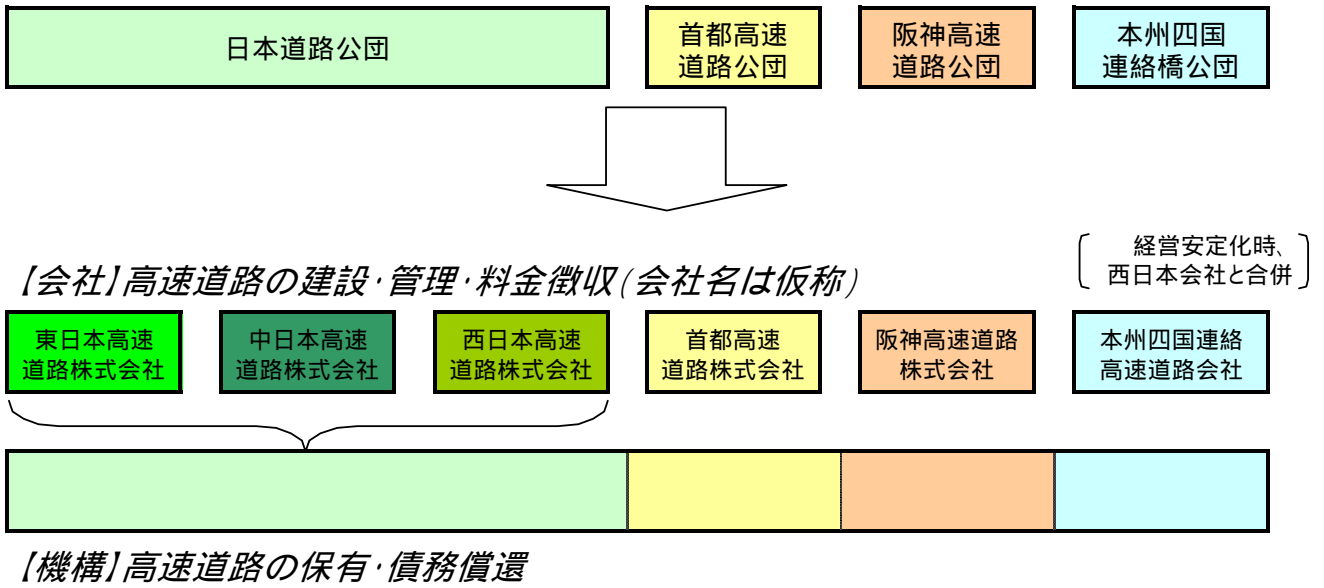 日本道路公団
首都高速
道路公団
阪神高速
道路公団
本州四国
連絡橋公団
経営安定化時、
西日本会社と合併
【会社】高速道路の建設・管理・料金徴収(会社名は仮称)
東日本高速
道路株式会社
中日本高速
道路株式会社
西日本高速
道路株式会社
首都高速
道路株式会社
阪神高速道路
株式会社
本州四国連絡
高速道路会社
【機構】高速道路の保有・債務償還